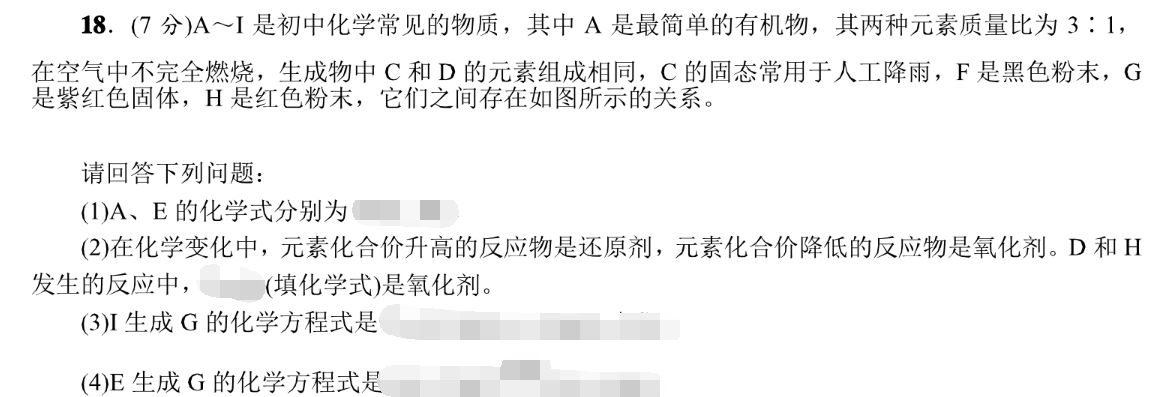 18. (7 分)A～I 是初中化学常见的物质，其中 A 是最简单的有机物，其两种元素质量比为 3∶1，
在空气中不完全燃烧，生成物中 C 和 D 的元素组成相同，C 的固态常用于人工降雨，F 是黑色粉末，G
是紫红色固体，H 是红色粉末，它们之间存在如图所示的关系。
请回答下列问题：
(1)A、E 的化学式分别为
(2)在化学变化中，元素化合价升高的反应物是还原剂，元素化合价降低的反应物是氧化剂。D 和 H
发生的反应中， (填化学式)是氧化剂。
(3)I 生成 G 的化学方程式是
(4)E 生成 G 的化学方程式是